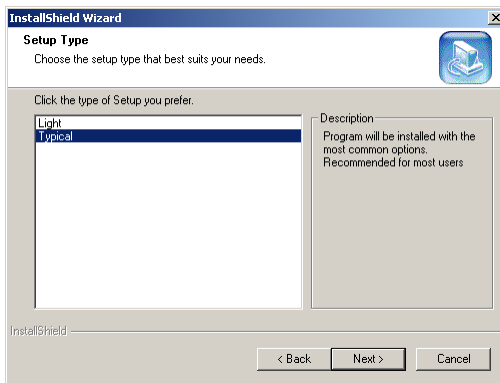 InstallShield Wizard
Setup Type
Choose the setup type that best suits your needs.
Click the type of Setup you prefer.
Light
Typical
Description
Program will be installed with the
most common options.
Recommended for most users
InstallShield
< Back
Next >
Cancel